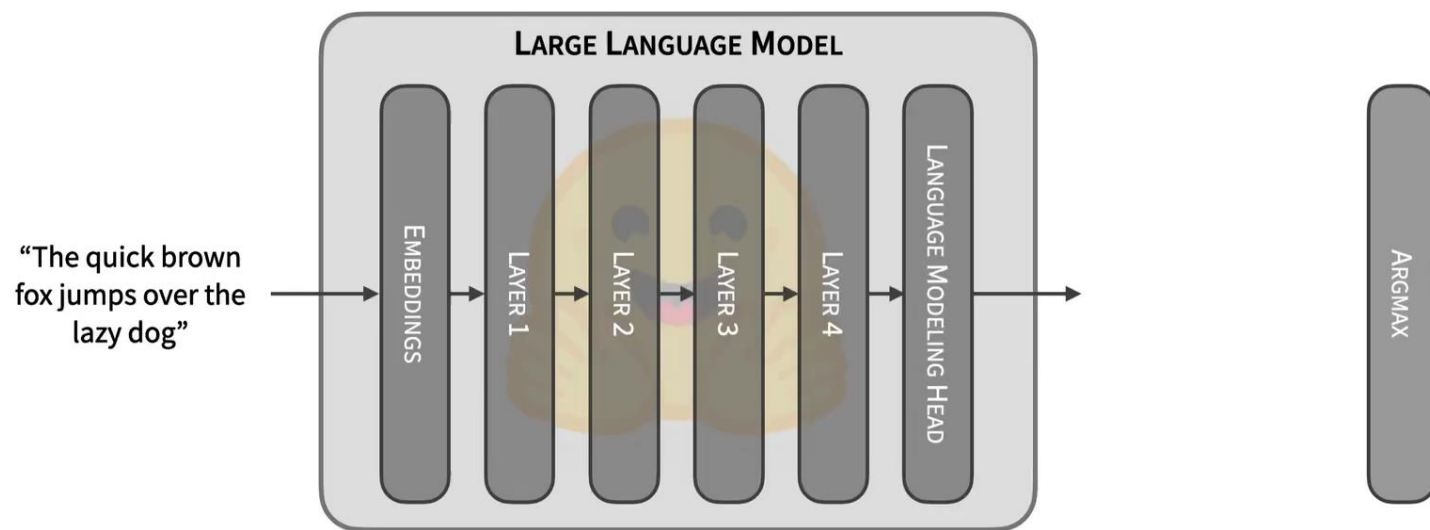 LARGE LANGUAGE MODEL
“The quick brown
fox jumps over the
lazy dog”
EMBEDDINGS
LAYER 1
LAYER 2
LAYER 3
LAYER 4
LANGUAGE MODELING HEAD
ARGMAX